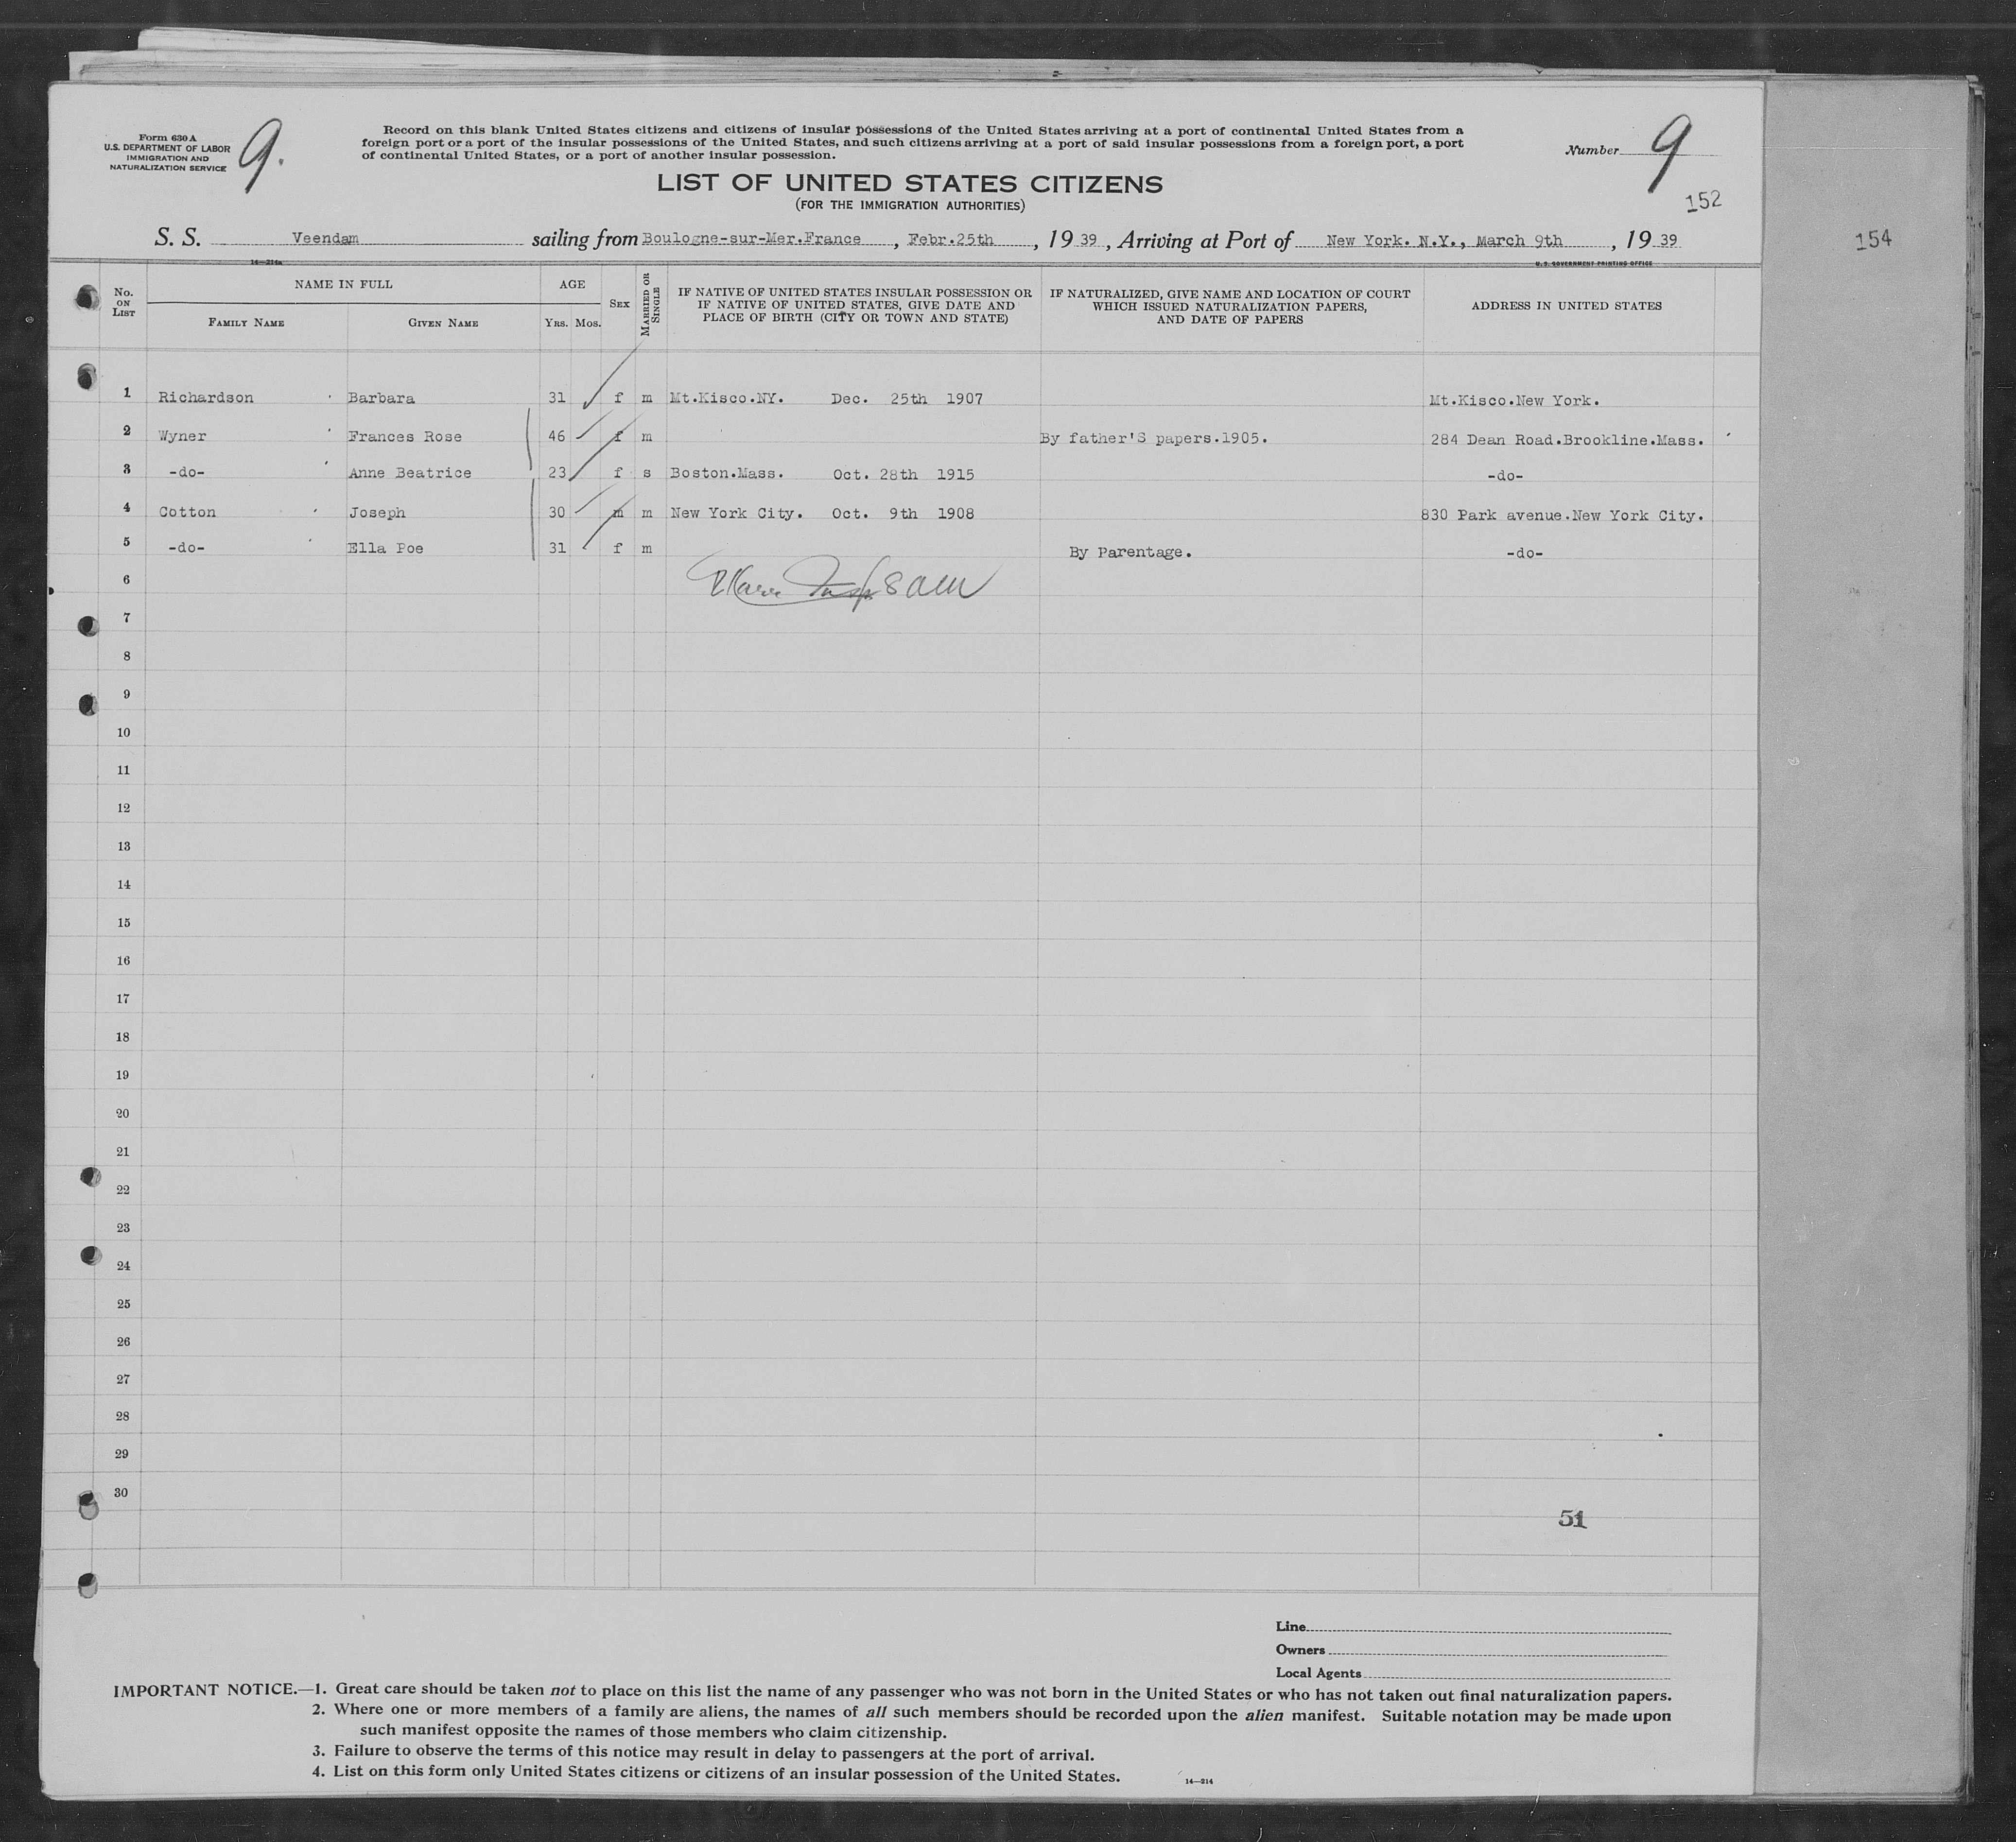 Form 630 A
U.S. DEPARTMENT OF LABOR
IMMIGRATION AND
NATURALIZATION SERVICE
9.
Record on this blank United States citizens and citizens of insular possessions of the United States arriving at a port of continental United States from a
foreign port or a port of the insular possessions of the United States, and such citizens arriving at a port of said insular possessions from a foreign port, a port
of continental United States, or a port of another insular possession.
Number 9
LIST OF UNITED STATES CITIZENS
(FOR THE IMMIGRATION AUTHORITIES)
152
S. S. Veendam sailing from Boulogne-sur-Mer.France , Febr.25th , 19 39 , Arriving at Port of New York. N.Y., March 9th , 19 39
154
14—214a
U. S. GOVERNMENT PRINTING OFFICE
No. ON LIST
NAME IN FULL
FAMILY NAME
GIVEN NAME
AGE
YRS. MOS.
SEX
MARRIED OR SINGLE
IF NATIVE OF UNITED STATES INSULAR POSSESSION OR
IF NATIVE OF UNITED STATES, GIVE DATE AND
PLACE OF BIRTH (CITY OR TOWN AND STATE)
IF NATURALIZED, GIVE NAME AND LOCATION OF COURT
WHICH ISSUED NATURALIZATION PAPERS,
AND DATE OF PAPERS
ADDRESS IN UNITED STATES
1 Richardson Barbara 31 f m Mt.Kisco.NY. Dec. 25th 1907 Mt.Kisco.New York.
2 Wyner Frances Rose 46 f m By father'S papers.1905. 284 Dean Road.Brookline.Mass.
3 -do- Anne Beatrice 23 f s Boston.Mass. Oct. 28th 1915 -do-
4 Cotton Joseph 30 m m New York City. Oct. 9th 1908 830 Park avenue.New York City.
5 -do- Ella Poe 31 f m By Parentage. -do-
6
7
8
9
10
11
12
13
14
15
16
17
18
19
20
21
22
23
24
25
26
27
28
29
30
51
Line
Owners
Local Agents
IMPORTANT NOTICE.—1. Great care should be taken not to place on this list the name of any passenger who was not born in the United States or who has not taken out final naturalization papers.
2. Where one or more members of a family are aliens, the names of all such members should be recorded upon the alien manifest. Suitable notation may be made upon
such manifest opposite the names of those members who claim citizenship.
3. Failure to observe the terms of this notice may result in delay to passengers at the port of arrival.
4. List on this form only United States citizens or citizens of an insular possession of the United States.
14—214